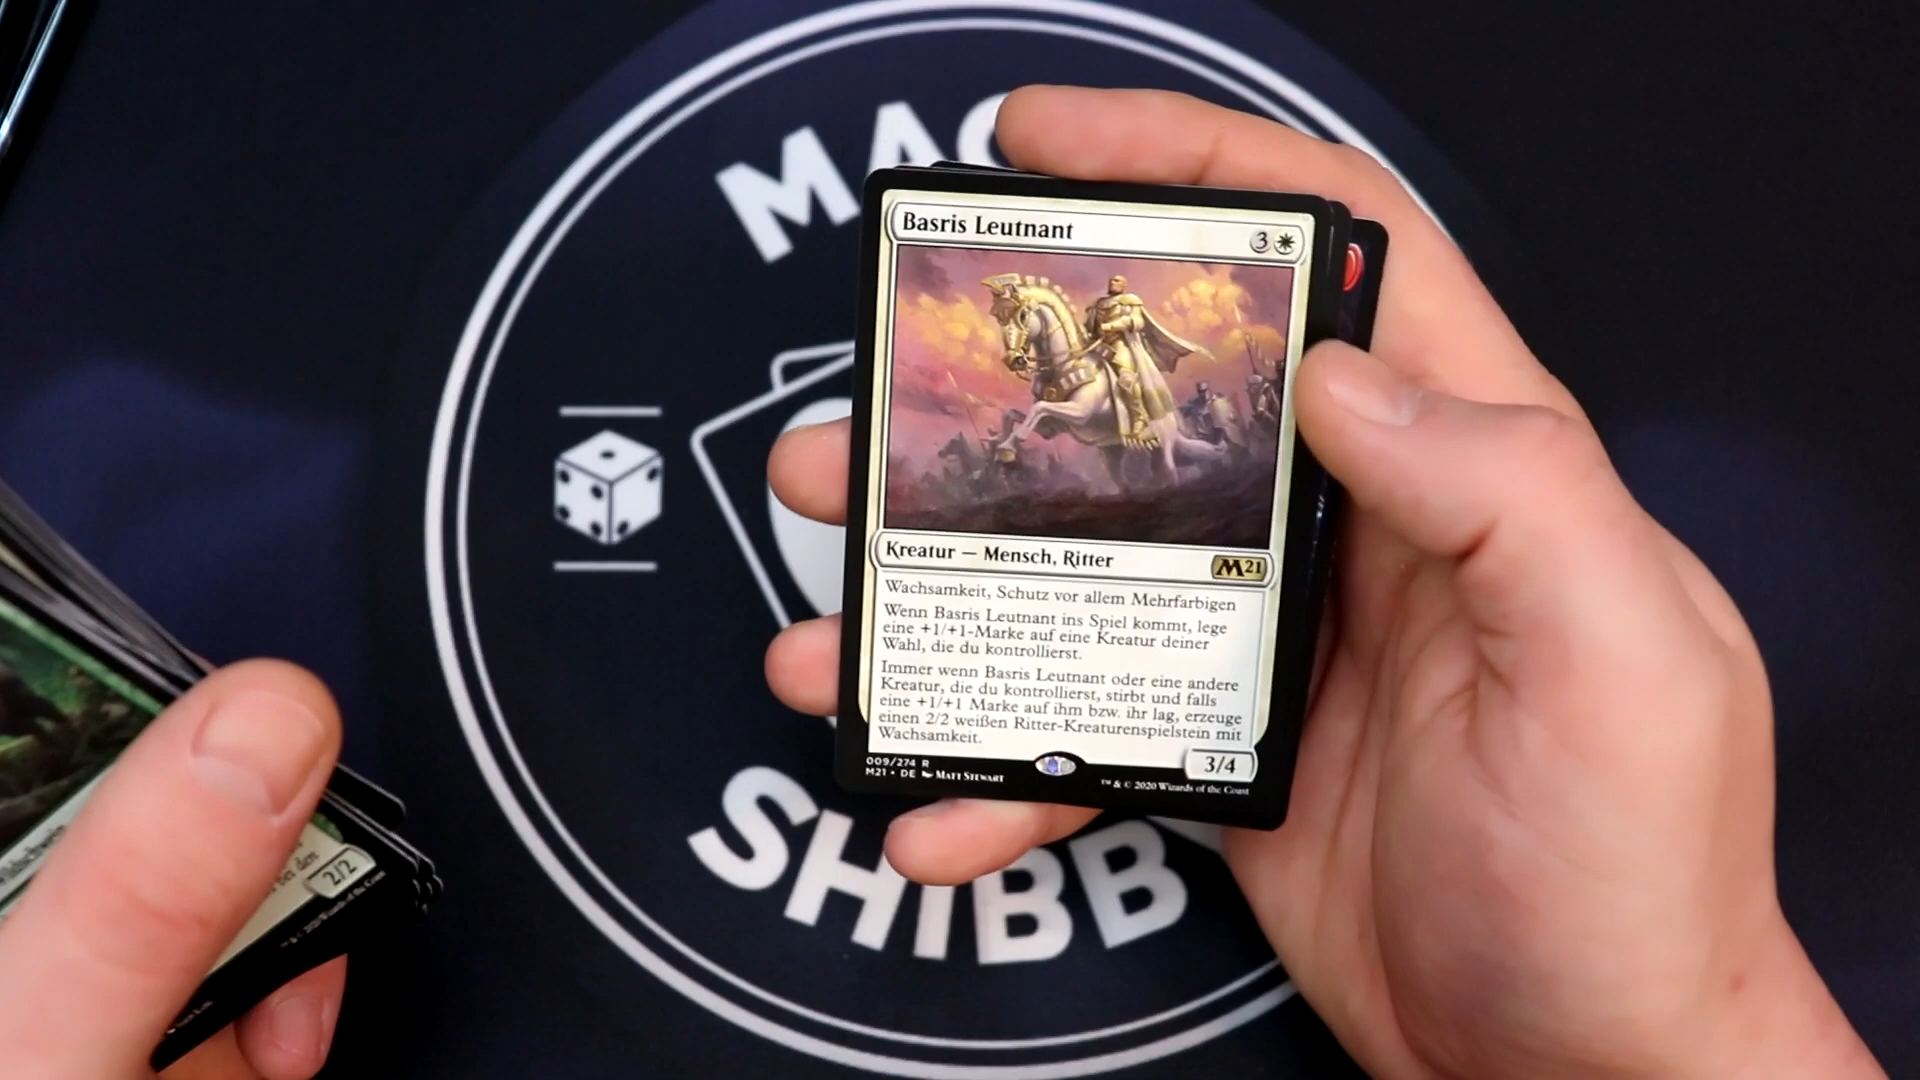 MAG
Basris Leutnant
3
Kreatur — Mensch, Ritter
M21
Wachsamkeit, Schutz vor allem Mehrfarbigen
Wenn Basris Leutnant ins Spiel kommt, lege
eine +1/+1-Marke auf eine Kreatur deiner
Wahl, die du kontrollierst.
Immer wenn Basris Leutnant oder eine andere
Kreatur, die du kontrollierst, stirbt und falls
eine +1/+1 Marke auf ihm bzw. ihr lag, erzeuge
einen 2/2 weißen Ritter-Kreaturenspielstein mit
Wachsamkeit.
3/4
009/274 R
M21 • DE Matt Stewart
™ & © 2020 Wizards of the Coast
SHIBB
bei den
2/2